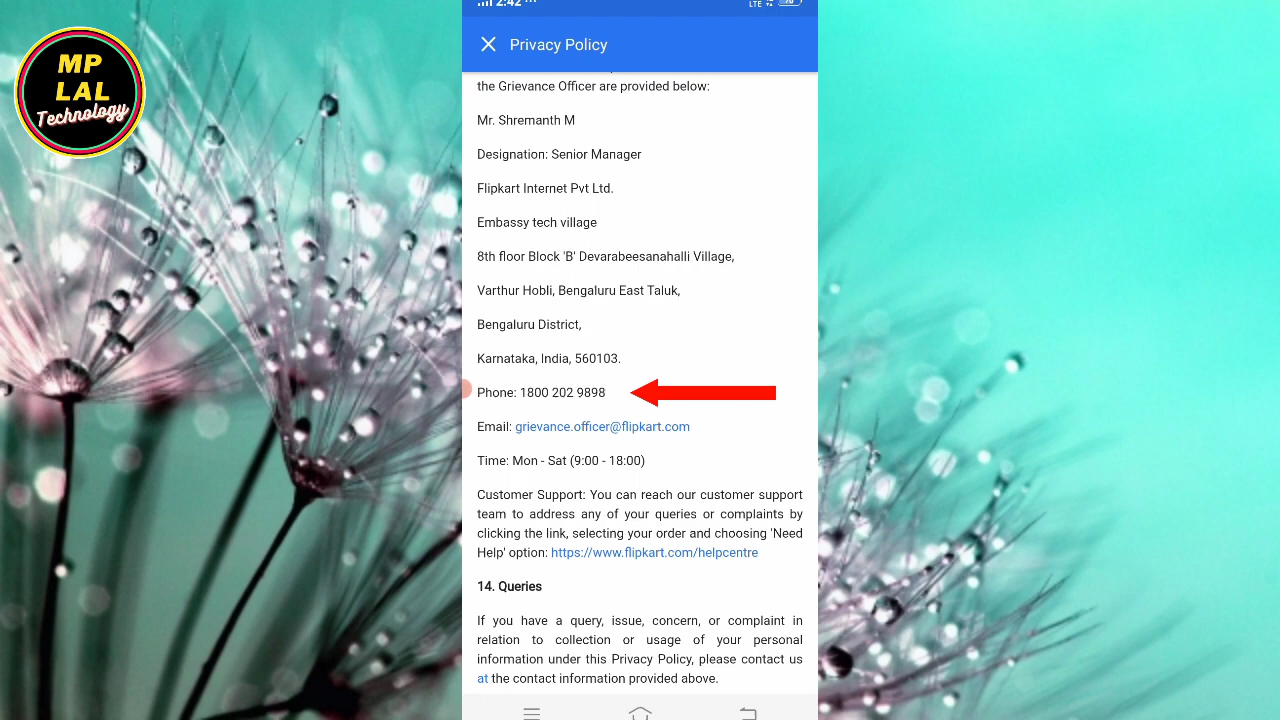 MP
LAL
Technology
2:42 ...
LTE
Privacy Policy
the Grievance Officer are provided below:
Mr. Shremanth M
Designation: Senior Manager
Flipkart Internet Pvt Ltd.
Embassy tech village
8th floor Block 'B' Devarabeesanahalli Village,
Varthur Hobli, Bengaluru East Taluk,
Bengaluru District,
Karnataka, India, 560103.
Phone: 1800 202 9898
Email: grievance.officer@flipkart.com
Time: Mon - Sat (9:00 - 18:00)
Customer Support: You can reach our customer support
team to address any of your queries or complaints by
clicking the link, selecting your order and choosing 'Need
Help' option: https://www.flipkart.com/helpcentre
14. Queries
If you have a query, issue, concern, or complaint in
relation to collection or usage of your personal
information under this Privacy Policy, please contact us
at the contact information provided above.